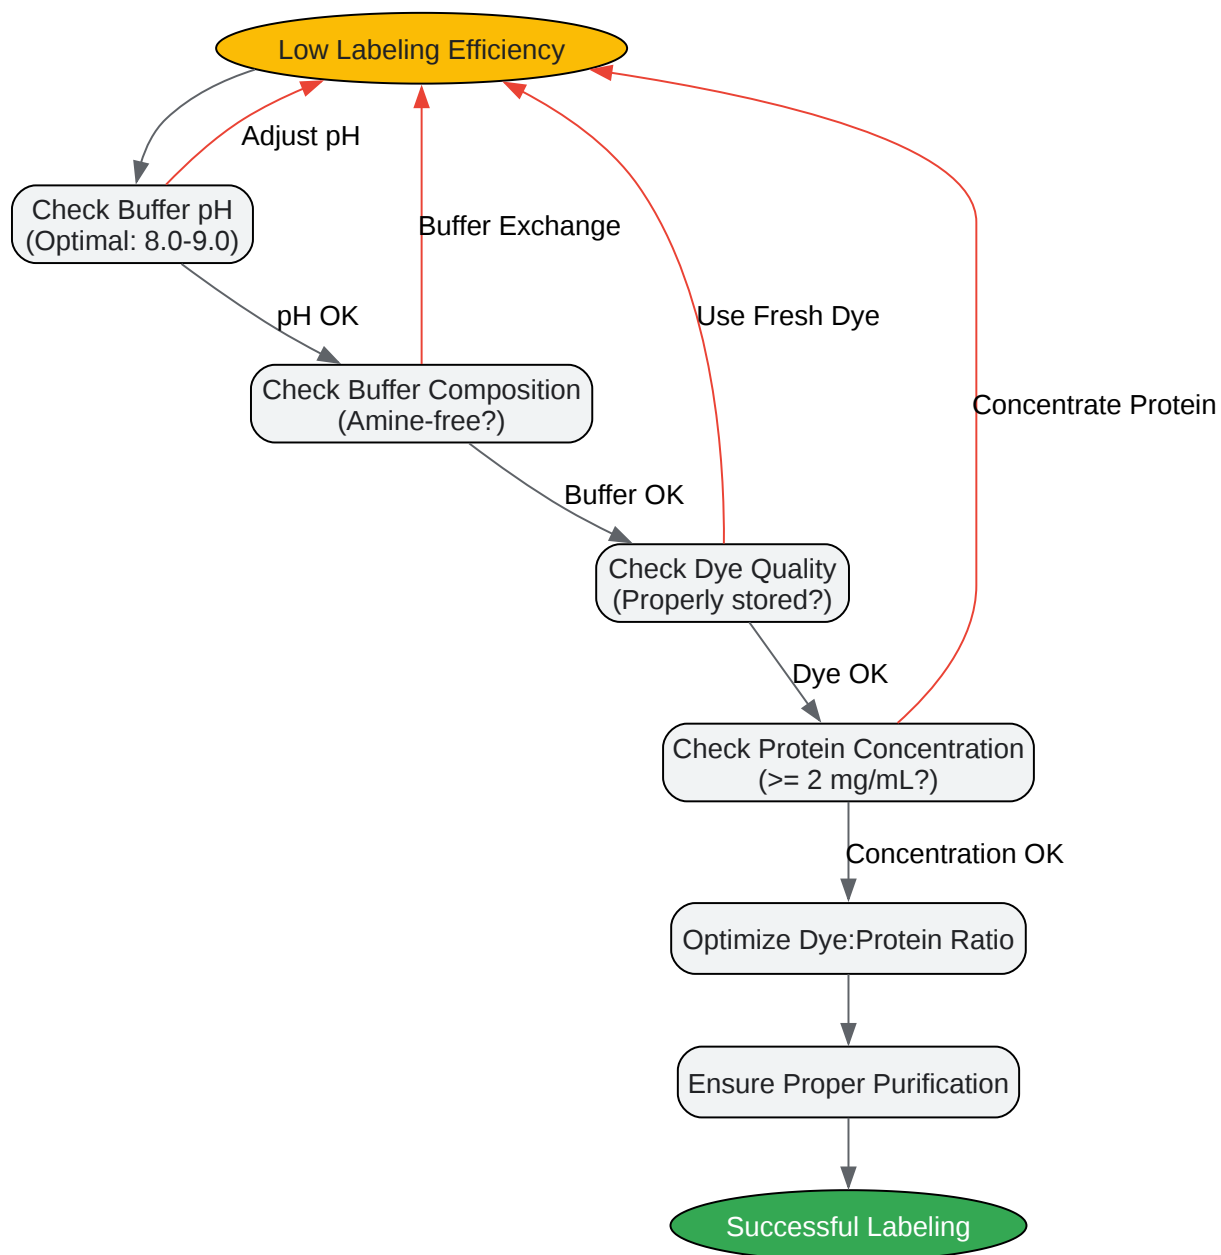 Low Labeling Efficiency
Adjust pH
Check Buffer pH
(Optimal: 8.0-9.0)
Buffer Exchange
pH OK
Use Fresh Dye
Check Buffer Composition
(Amine-free?)
Concentrate Protein
Buffer OK
Check Dye Quality
(Properly stored?)
Dye OK
Check Protein Concentration
(>= 2 mg/mL?)
Concentration OK
Optimize Dye:Protein Ratio
Ensure Proper Purification
Successful Labeling